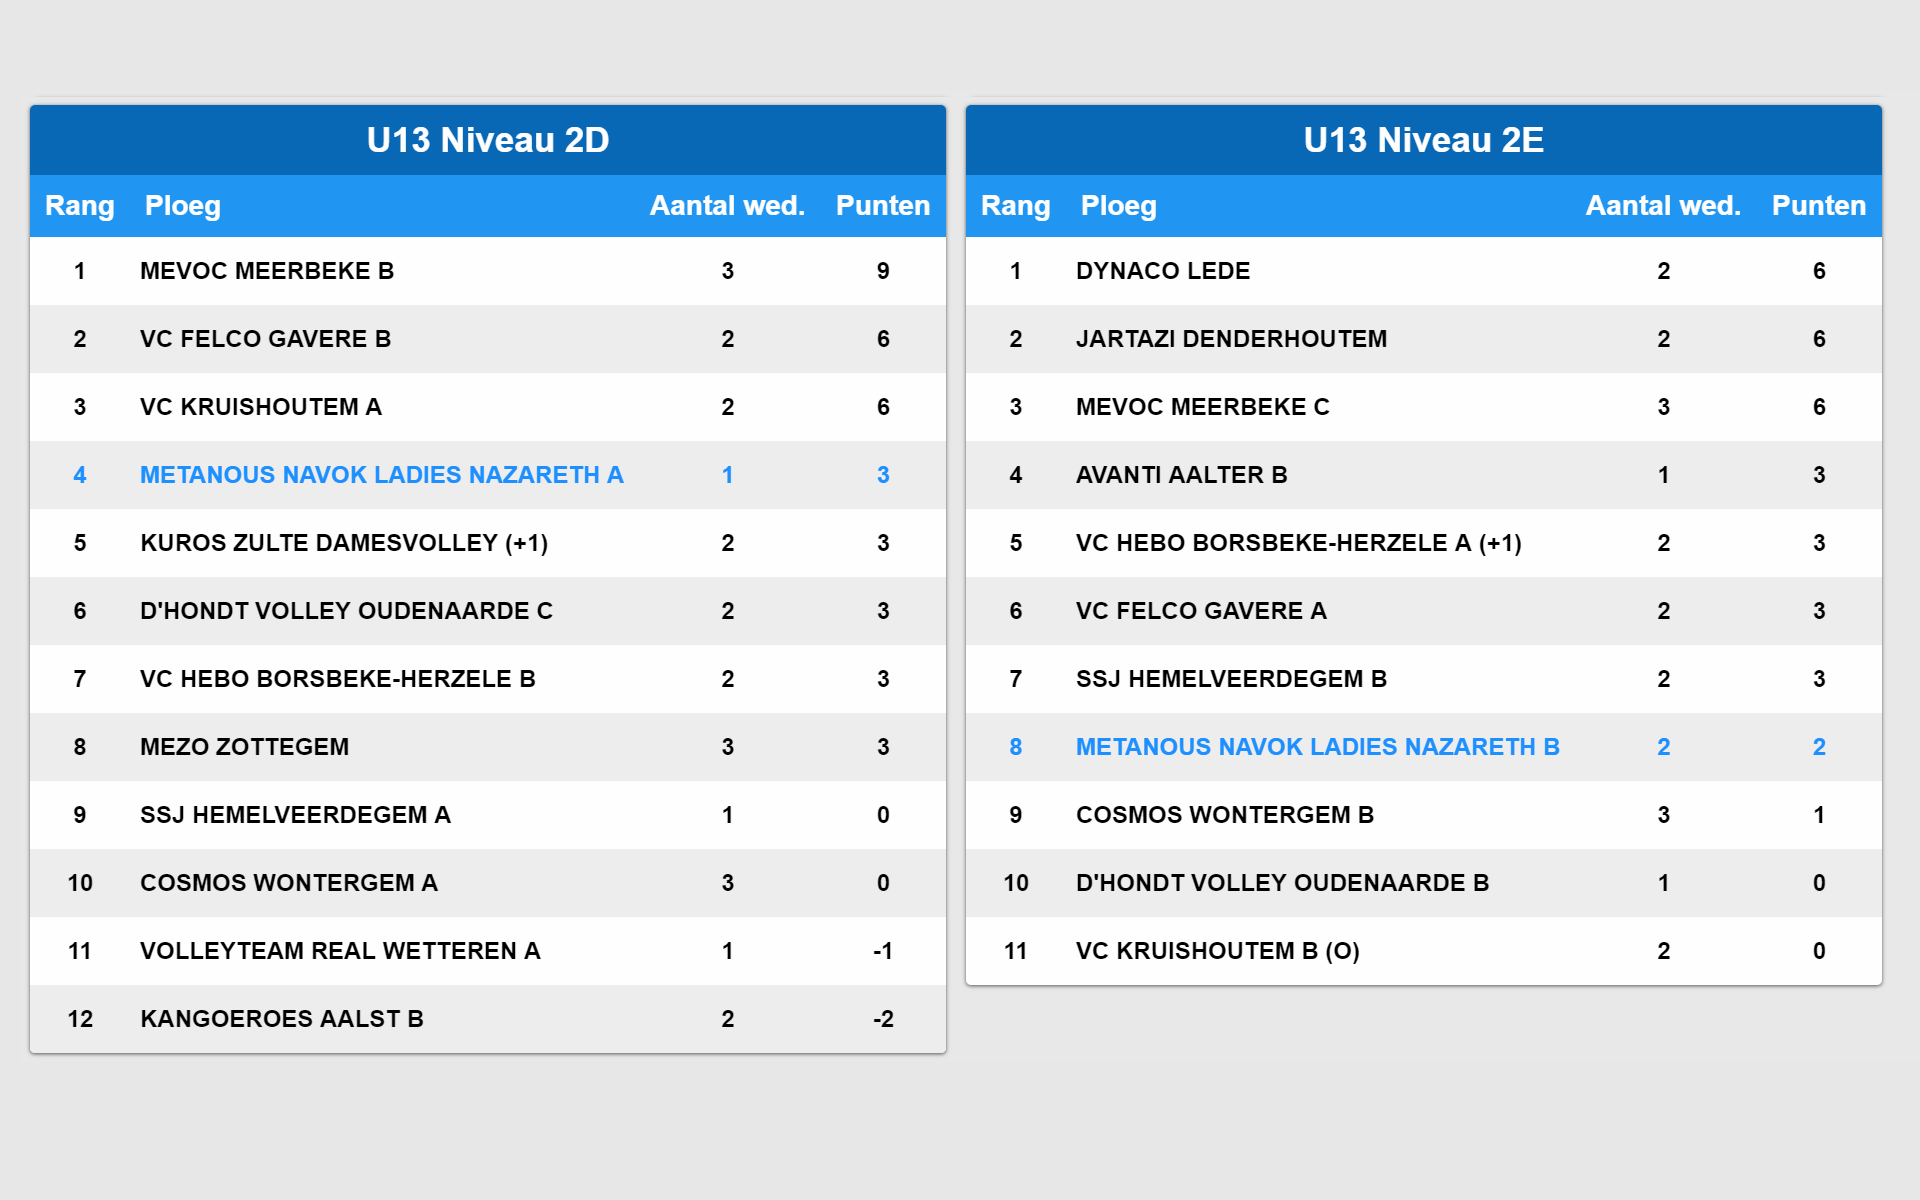 U13 Niveau 2D
Rang Ploeg Aantal wed. Punten
1 MEVOC MEERBEKE B 3 9
2 VC FELCO GAVERE B 2 6
3 VC KRUISHOUTEM A 2 6
4 METANOUS NAVOK LADIES NAZARETH A 1 3
5 KUROS ZULTE DAMESVOLLEY (+1) 2 3
6 D'HONDT VOLLEY OUDENAARDE C 2 3
7 VC HEBO BORSBEKE-HERZELE B 2 3
8 MEZO ZOTTEGEM 3 3
9 SSJ HEMELVEERDEGEM A 1 0
10 COSMOS WONTERGEM A 3 0
11 VOLLEYTEAM REAL WETTEREN A 1 -1
12 KANGOEROES AALST B 2 -2
U13 Niveau 2E
Rang Ploeg Aantal wed. Punten
1 DYNACO LEDE 2 6
2 JARTAZI DENDERHOUTEM 2 6
3 MEVOC MEERBEKE C 3 6
4 AVANTI AALTER B 1 3
5 VC HEBO BORSBEKE-HERZELE A (+1) 2 3
6 VC FELCO GAVERE A 2 3
7 SSJ HEMELVEERDEGEM B 2 3
8 METANOUS NAVOK LADIES NAZARETH B 2 2
9 COSMOS WONTERGEM B 3 1
10 D'HONDT VOLLEY OUDENAARDE B 1 0
11 VC KRUISHOUTEM B (O) 2 0